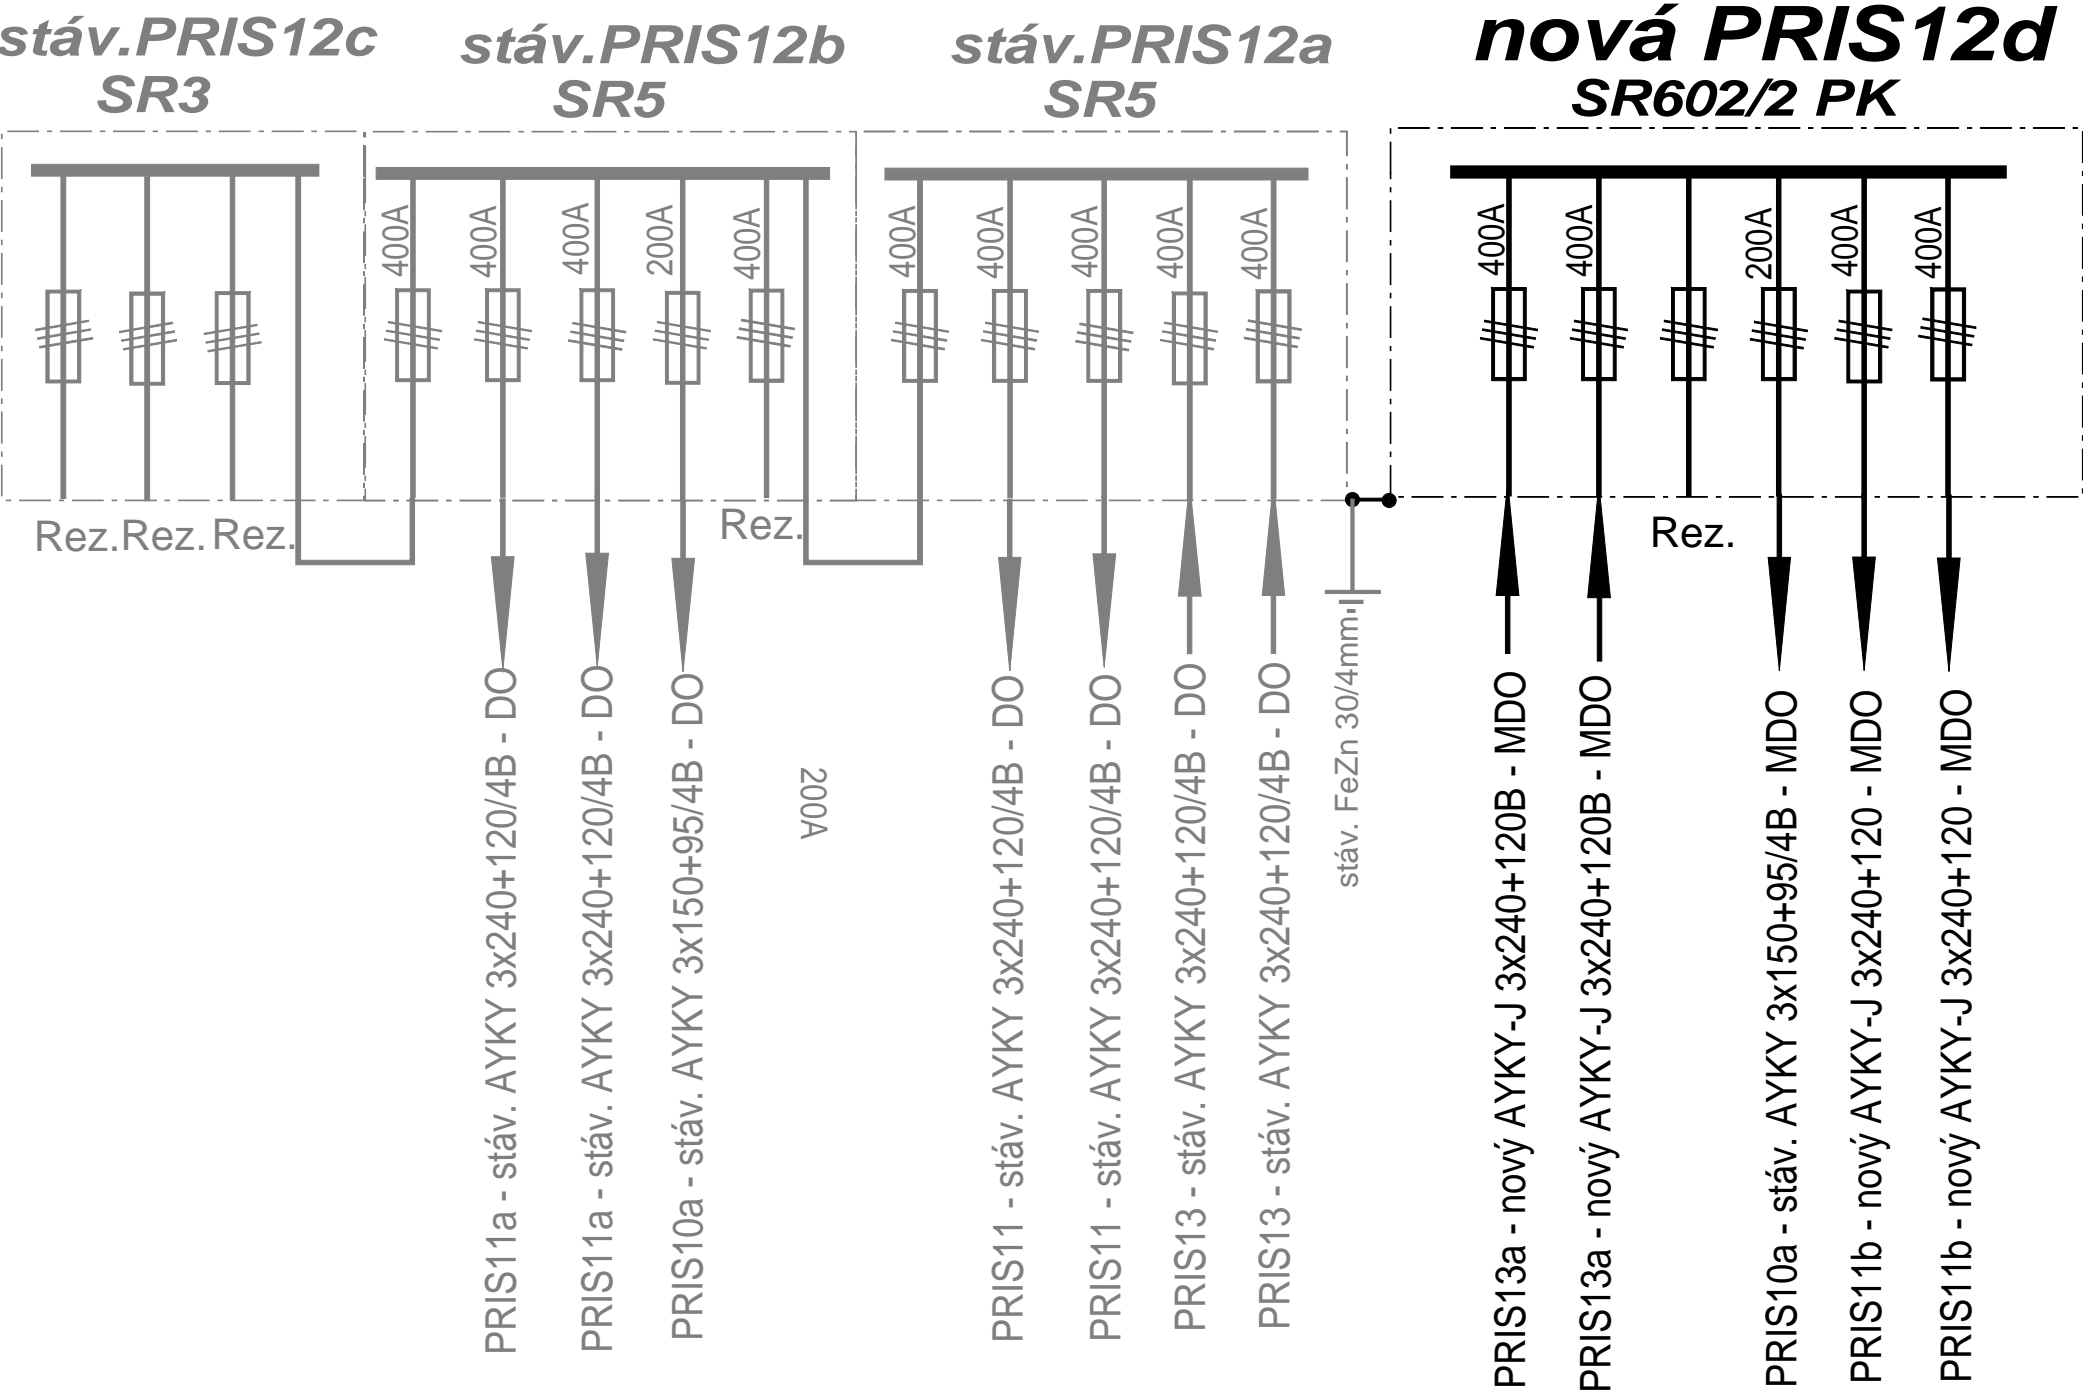 stáv.PRIS12c
SR3
stáv.PRIS12b
SR5
stáv.PRIS12a
SR5
nová PRIS12d
SR602/2 PK
400A
400A
400A
200A
400A
400A
400A
400A
400A
400A
400A
400A
200A
400A
400A
Rez.
Rez.
Rez.
Rez.
Rez.
PRIS11a - stáv. AYKY 3x240+120/4B - DO
PRIS11a - stáv. AYKY 3x240+120/4B - DO
PRIS10a - stáv. AYKY 3x150+95/4B - DO
200A
PRIS11 - stáv. AYKY 3x240+120/4B - DO
PRIS11 - stáv. AYKY 3x240+120/4B - DO
PRIS13 - stáv. AYKY 3x240+120/4B - DO
PRIS13 - stáv. AYKY 3x240+120/4B - DO
stáv. FeZn 30/4mm
PRIS13a - nový AYKY-J 3x240+120B - MDO
PRIS13a - nový AYKY-J 3x240+120B - MDO
PRIS10a - stáv. AYKY 3x150+95/4B - MDO
PRIS11b - nový AYKY-J 3x240+120 - MDO
PRIS11b - nový AYKY-J 3x240+120 - MDO